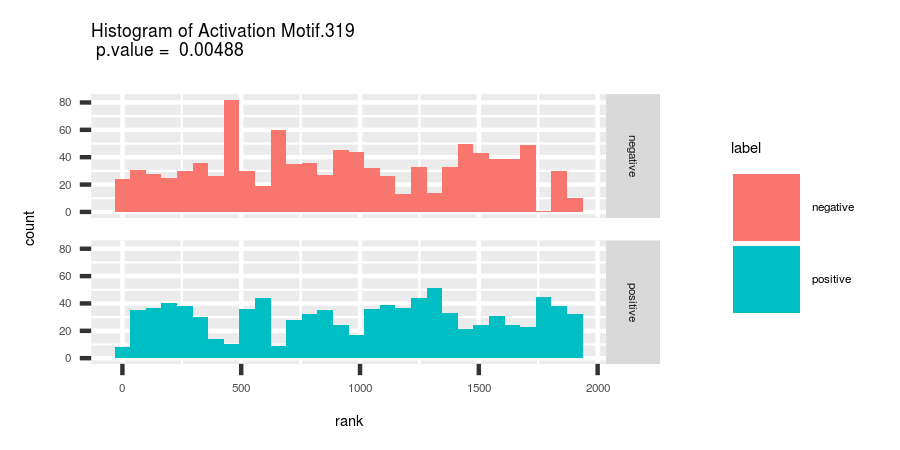 Histogram of Activation Motif.319
p.value = 0.00488
80
60
40
20
0
negative
80
60
40
20
0
positive
0 500 1000 1500 2000
rank
count
label
negative
positive